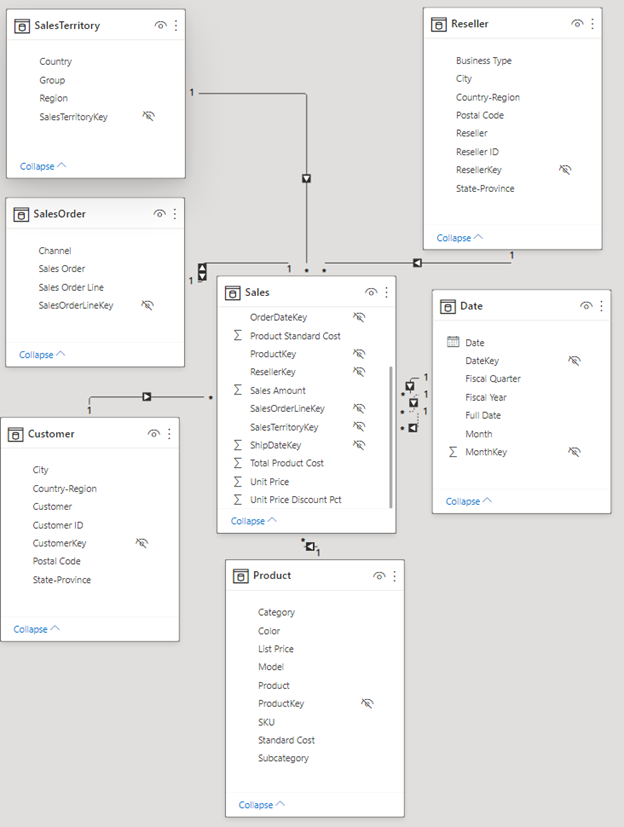 SalesTerritory
Country
Group
Region
SalesTerritoryKey
Collapse
Reseller
Business Type
City
Country-Region
Postal Code
Reseller
Reseller ID
ResellerKey
State-Province
Collapse
1
1
SalesOrder
Channel
Sales Order
Sales Order Line
SalesOrderLineKey
Collapse
1
1
*
*
Sales
OrderDateKey
Σ Product Standard Cost
ProductKey
ResellerKey
Σ Sales Amount
SalesOrderLineKey
SalesTerritoryKey
Σ ShipDateKey
Σ Total Product Cost
Σ Unit Price
Σ Unit Price Discount Pct
Collapse
Date
Date
DateKey
Fiscal Quarter
Fiscal Year
Full Date
Month
Σ MonthKey
Collapse
1
1
1
*
*
*
1
*
Customer
City
Country-Region
Customer
Customer ID
CustomerKey
Postal Code
State-Province
Collapse
*
1
Product
Category
Color
List Price
Model
Product
ProductKey
SKU
Standard Cost
Subcategory
Collapse